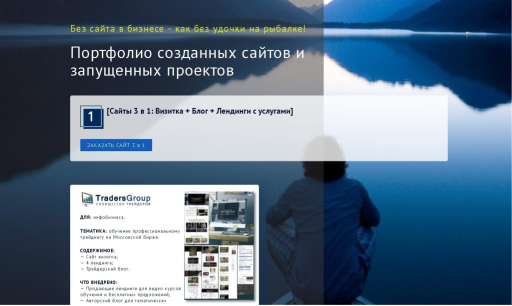 Без сайта в бизнесе - как без удочки на рыбалке!
Портфолио созданных сайтов и
запущенных проектов
1
[Сайты 3 в 1: Визитка + Блог + Лендинги с услугами]
ЗАКАЗАТЬ САЙТ 3 в 1
TradersGroup
СООБЩЕСТВО ТРЕЙДЕРОВ
ДЛЯ: инфобизнеса.
ТЕМАТИКА: обучение профессиональному
трейдингу на Московской бирже.
СОДЕРЖИМОЕ:
— Сайт визитка;
— 4 лендинга;
— Трейдерский блог.
ЧТО ВНЕДРЕНО:
— Продающие лендинги для видео-курсов
обучения и бесплатных предложений;
— Авторский блог для тематических